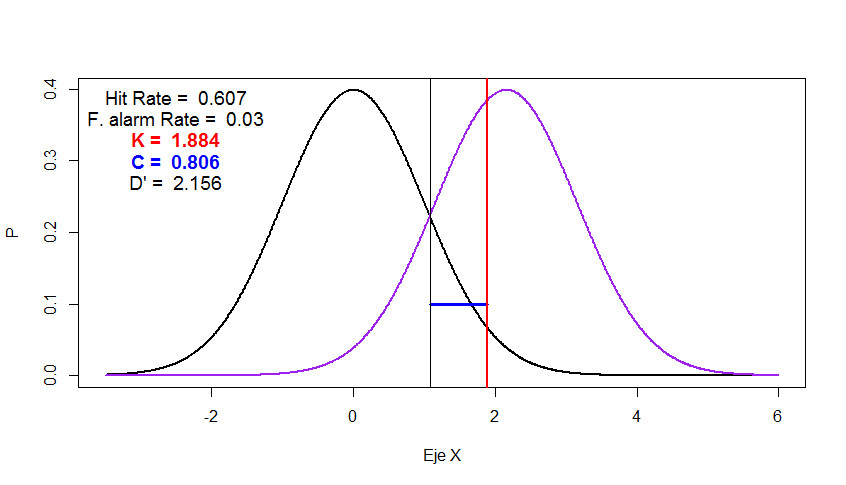 Hit Rate =  0.607
F. alarm Rate =  0.03
K =  1.884
C =  0.806
D' =  2.156
P
0.4
0.3
0.2
0.1
0.0
-2 0 2 4 6
Eje X